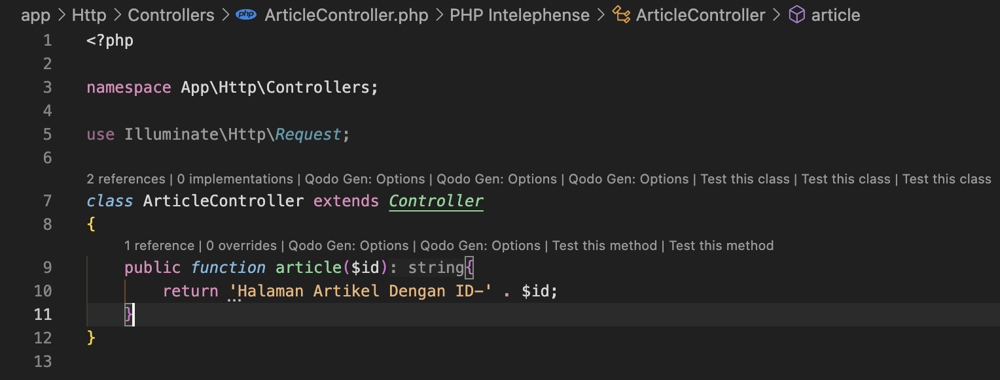 app > Http > Controllers > php ArticleController.php > PHP Intelephense > ArticleController > article
1 <?php
2
3 namespace App\Http\Controllers;
4
5 use Illuminate\Http\Request;
6
2 references | 0 implementations | Qodo Gen: Options | Qodo Gen: Options | Qodo Gen: Options | Test this class | Test this class | Test this class
7 class ArticleController extends Controller
8 {
1 reference | 0 overrides | Qodo Gen: Options | Qodo Gen: Options | Test this method | Test this method
9     public function article($id): string{
10         return 'Halaman Artikel Dengan ID-' . $id;
11     }
12 }
13